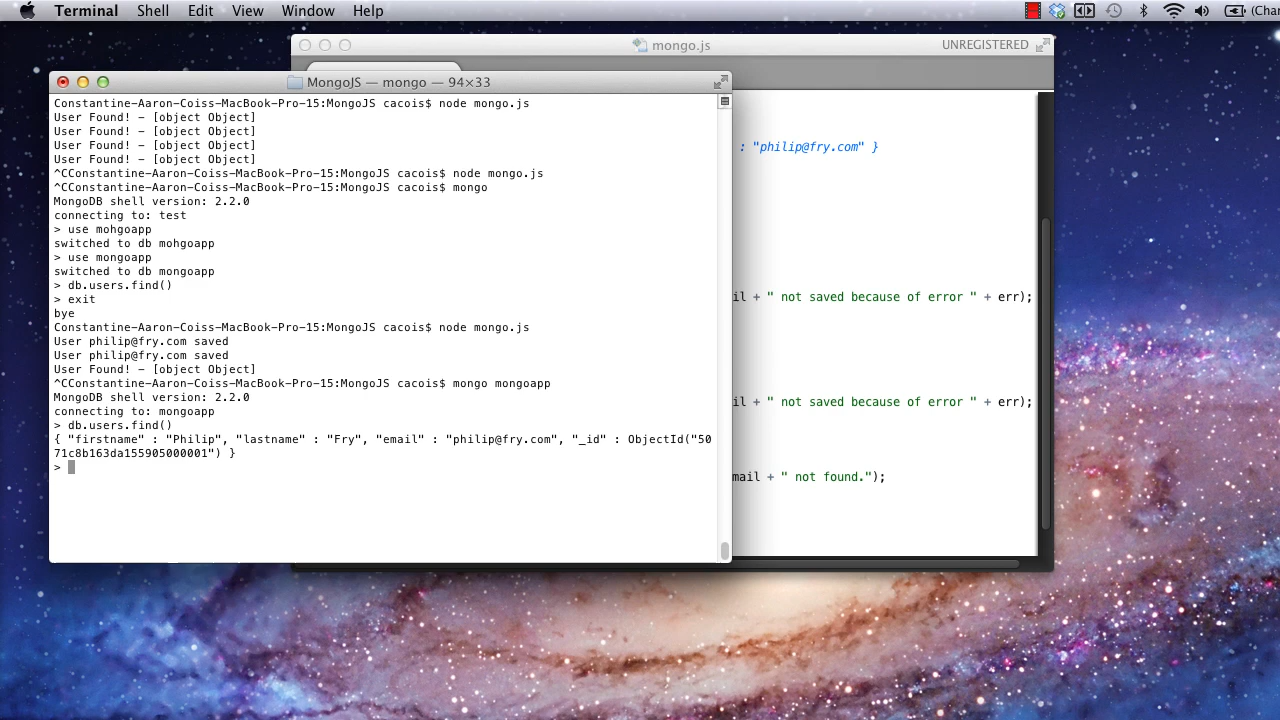 Terminal Shell Edit View Window Help (Char
mongo.js UNREGISTERED
MongoJS — mongo — 94×33
Constantine-Aaron-Coiss-MacBook-Pro-15:MongoJS cacois$ node mongo.js
User Found! - [object Object]
User Found! - [object Object]
User Found! - [object Object]
User Found! - [object Object]
^CConstantine-Aaron-Coiss-MacBook-Pro-15:MongoJS cacois$ node mongo.js
^CConstantine-Aaron-Coiss-MacBook-Pro-15:MongoJS cacois$ mongo
MongoDB shell version: 2.2.0
connecting to: test
> use mohgoapp
switched to db mohgoapp
> use mongoapp
switched to db mongoapp
> db.users.find()
> exit
bye
Constantine-Aaron-Coiss-MacBook-Pro-15:MongoJS cacois$ node mongo.js
User philip@fry.com saved
User philip@fry.com saved
User Found! - [object Object]
^CConstantine-Aaron-Coiss-MacBook-Pro-15:MongoJS cacois$ mongo mongoapp
MongoDB shell version: 2.2.0
connecting to: mongoapp
> db.users.find()
{ "firstname" : "Philip", "lastname" : "Fry", "email" : "philip@fry.com", "_id" : ObjectId("50
71c8b163da155905000001") }
>
: "philip@fry.com" }
il + " not saved because of error " + err);
il + " not saved because of error " + err);
mail + " not found.");